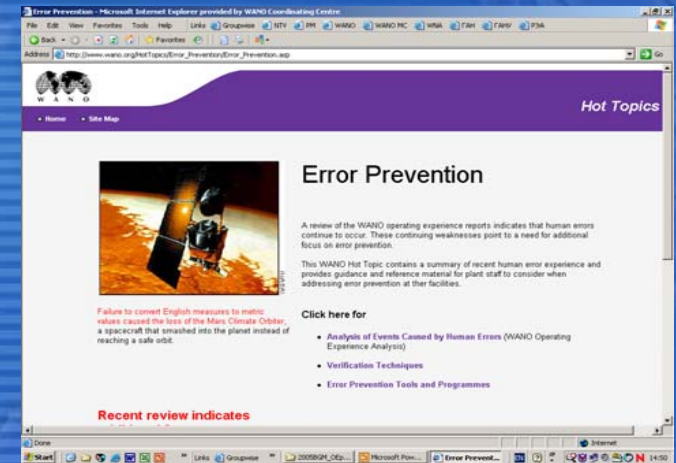 Error Prevention - Microsoft Internet Explorer provided by WANO Coordinating Centre
File Edit View Favorites Tools Help Links Groupwise NTV PM WANO WANO MC WNA ГАН ГАНУ РЭА
Back Favorites
Address http://www.wano.org/HotTopics/Error_Prevention/Error_Prevention.asp Go
WANO
Hot Topics
Home Site Map
Error Prevention
A review of the WANO operating experience reports indicates that human errors
continue to occur. These continuing weaknesses point to a need for additional
focus on error prevention.
This WANO Hot Topic contains a summary of recent human error experience and
provides guidance and reference material for plant staff to consider when
addressing error prevention at ther facilities.
Failure to convert English measures to metric
values caused the loss of the Mars Climate Orbiter,
a spacecraft that smashed into the planet instead of
reaching a safe orbit.
Click here for
• Analysis of Events Caused by Human Errors (WANO Operating
Experience Analysis)
• Verification Techniques
• Error Prevention Tools and Programmes
Recent review indicates
Done Internet
Start Links Groupwise 2005BGM_OEp... Microsoft Pow... Error Prevent... EN 14:50